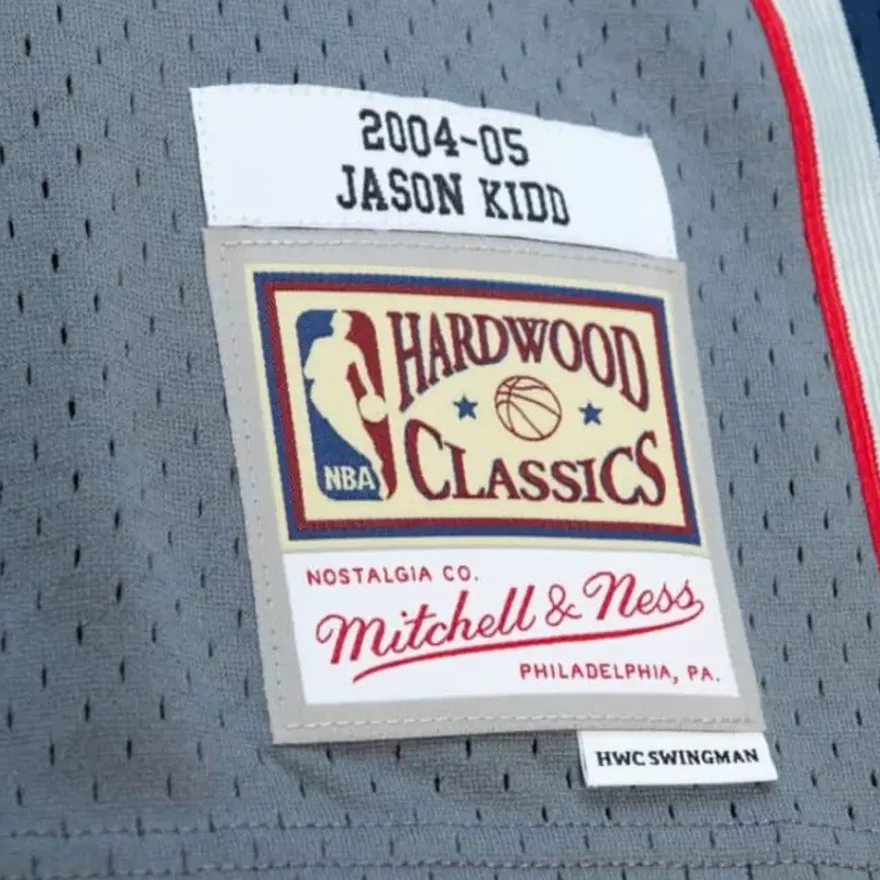 2004-05
JASON KIDD
HARDWOOD
CLASSICS
NBA
NOSTALGIA CO.
Mitchell & Ness
PHILADELPHIA, PA.
HWC SWINGMAN